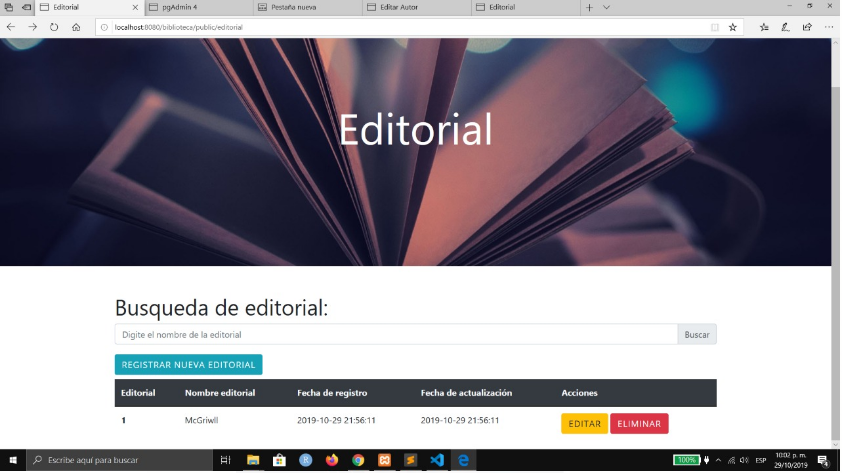 Editorial
pgAdmin 4
Pestaña nueva
Editar Autor
Editorial
localhost:8080/biblioteca/public/editorial
Editorial
Busqueda de editorial:
Digite el nombre de la editorial
Buscar
REGISTRAR NUEVA EDITORIAL
Editorial Nombre editorial Fecha de registro Fecha de actualización Acciones
1 McGriwll 2019-10-29 21:56:11 2019-10-29 21:56:11 EDITAR ELIMINAR
Escribe aquí para buscar
100%
ESP
10:02 p. m.
29/10/2019